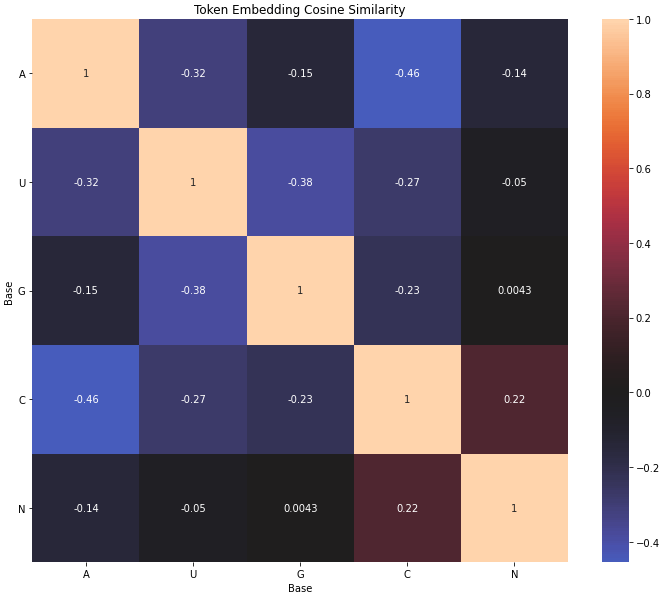 Token Embedding Cosine Similarity
A 1 -0.32 -0.15 -0.46 -0.14
U -0.32 1 -0.38 -0.27 -0.05
G -0.15 -0.38 1 -0.23 0.0043
C -0.46 -0.27 -0.23 1 0.22
N -0.14 -0.05 0.0043 0.22 1
A U G C N
Base
Base
1.0
0.8
0.6
0.4
0.2
0.0
−0.2
−0.4